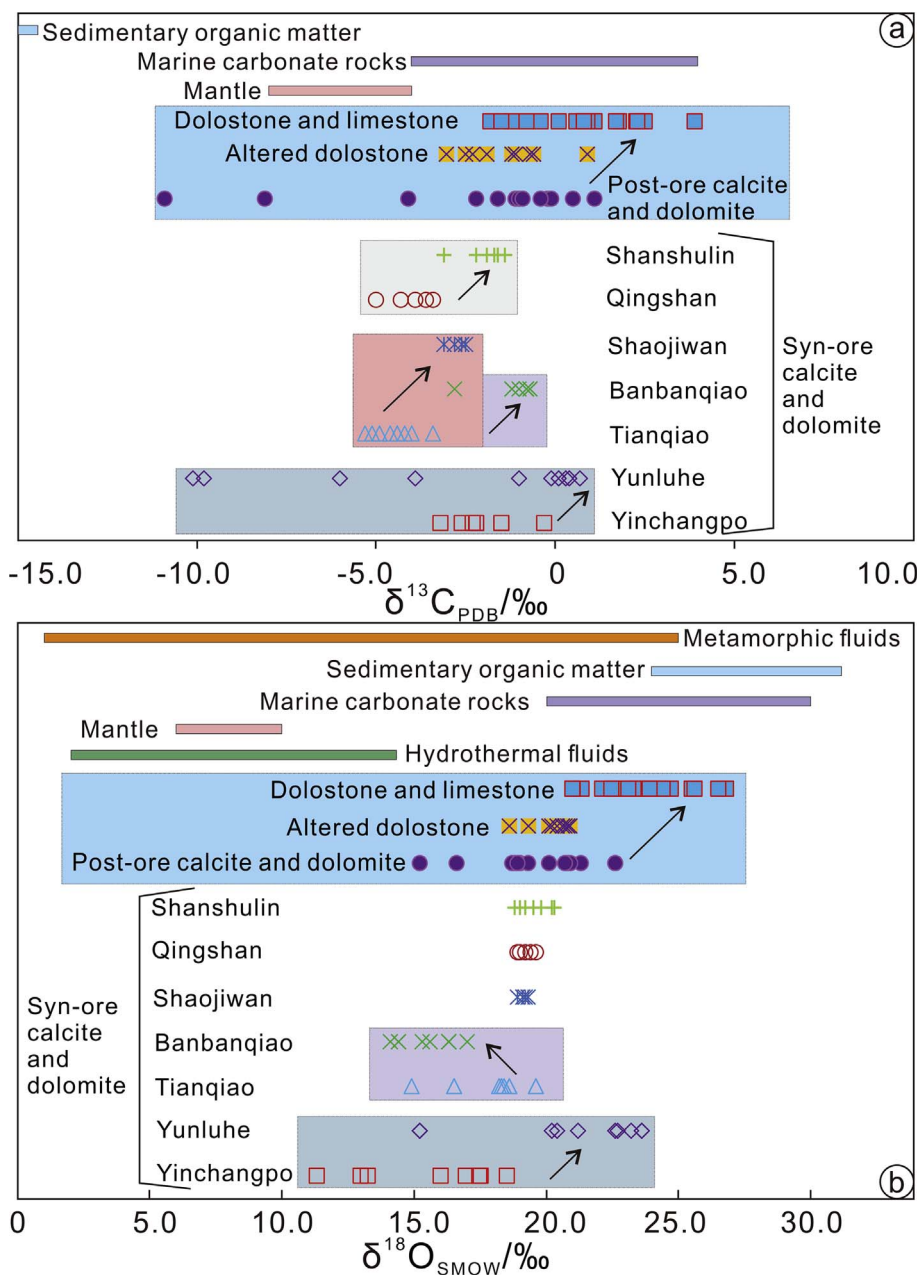 a
Sedimentary organic matter
Marine carbonate rocks
Mantle
Dolostone and limestone
Altered dolostone
Post-ore calcite
and dolomite
Shanshulin
Qingshan
Shaojiwan
Banbanqiao
Tianqiao
Yunluhe
Yinchangpo
Syn-ore
calcite
and
dolomite
-15.0 -10.0 -5.0 0 5.0 10.0
δ¹³C_PDB/‰
Metamorphic fluids
Sedimentary organic matter
Marine carbonate rocks
Mantle
Hydrothermal fluids
Dolostone and limestone
Altered dolostone
Post-ore calcite and dolomite
Shanshulin
Qingshan
Shaojiwan
Banbanqiao
Tianqiao
Yunluhe
Yinchangpo
Syn-ore
calcite
and
dolomite
b
0 5.0 10.0 15.0 20.0 25.0 30.0
δ¹⁸O_SMOW/‰